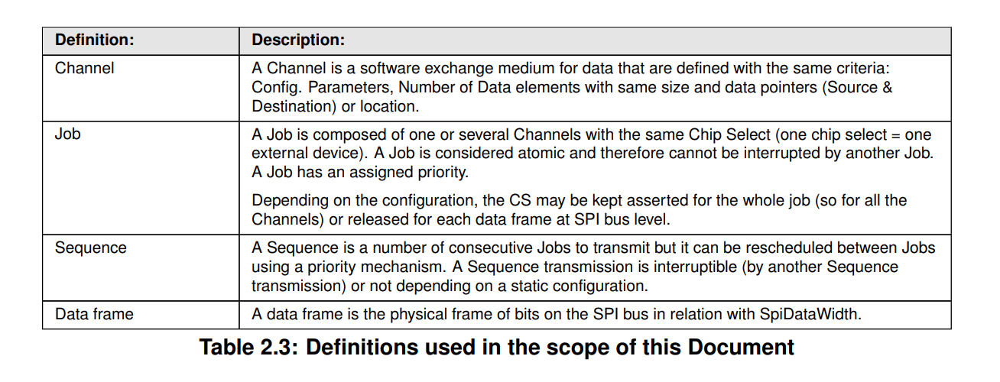 Definition: Description:
Channel A Channel is a software exchange medium for data that are defined with the same criteria:
Config. Parameters, Number of Data elements with same size and data pointers (Source &
Destination) or location.
Job A Job is composed of one or several Channels with the same Chip Select (one chip select = one
external device). A Job is considered atomic and therefore cannot be interrupted by another Job.
A Job has an assigned priority.
Depending on the configuration, the CS may be kept asserted for the whole job (so for all the
Channels) or released for each data frame at SPI bus level.
Sequence A Sequence is a number of consecutive Jobs to transmit but it can be rescheduled between Jobs
using a priority mechanism. A Sequence transmission is interruptible (by another Sequence
transmission) or not depending on a static configuration.
Data frame A data frame is the physical frame of bits on the SPI bus in relation with SpiDataWidth.
Table 2.3: Definitions used in the scope of this Document